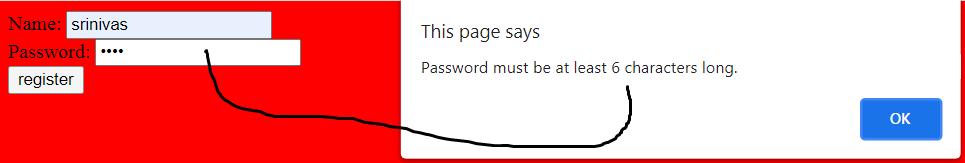 Name: srinivas
Password: ••••
register
This page says
Password must be at least 6 characters long.
OK